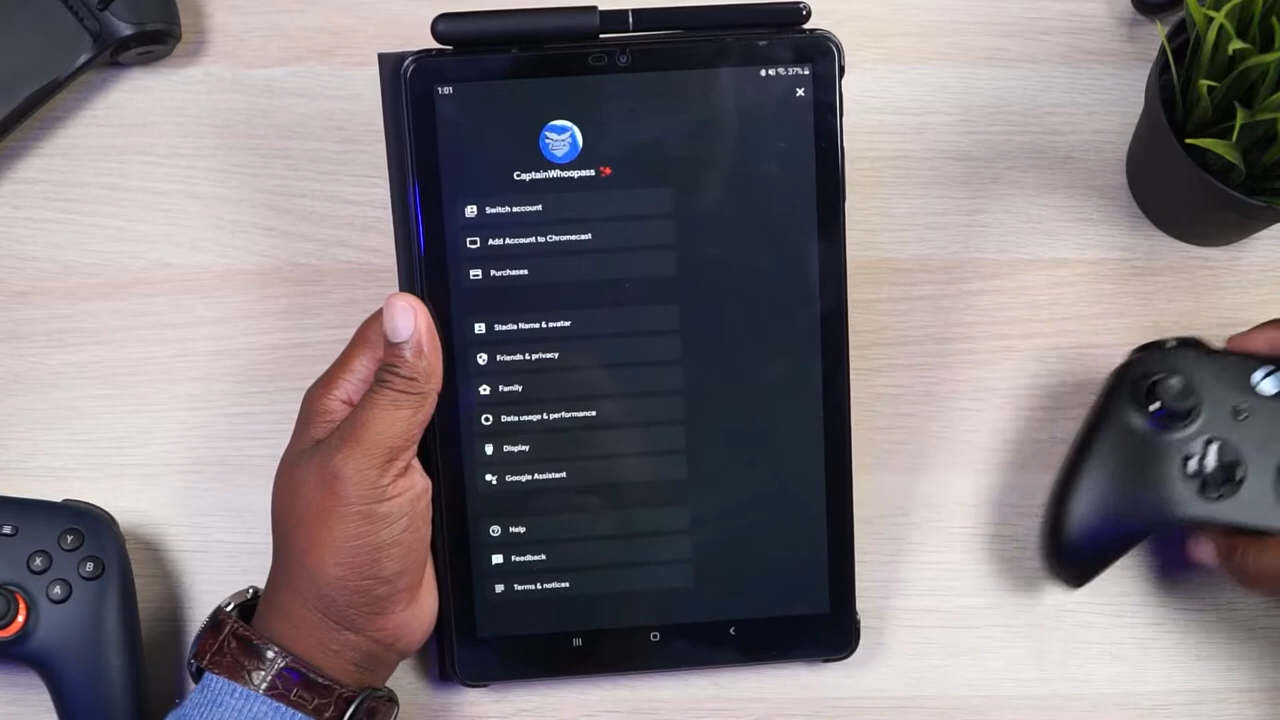 1:01
37%
CaptainWhoopass
Switch account
Add Account to Chromecast
Purchases
Stadia Name & avatar
Friends & privacy
Family
Data usage & performance
Display
Google Assistant
Help
Feedback
Terms & notices
Y
X
B
A